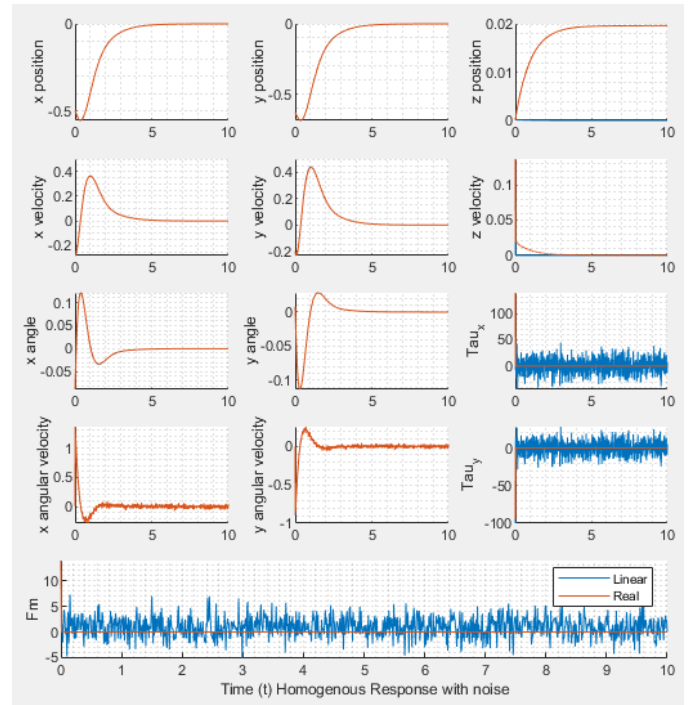 x position
0
-0.5
0 5 10
y position
0
-0.5
0 5 10
z position
0.02
0.01
0
0 5 10
x velocity
0.4
0.2
0
-0.2
0 5 10
y velocity
0.4
0.2
0
-0.2
0 5 10
z velocity
0.1
0.05
0
0 5 10
x angle
0.1
0.05
0
-0.05
0 5 10
y angle
0
-0.05
-0.1
0 5 10
Tau_x
100
50
0
0 5 10
x angular velocity
1
0.5
0
0 5 10
y angular velocity
0
-0.5
-1
0 5 10
Tau_y
0
-50
-100
0 5 10
Fm
10
5
0
-5
0 1 2 3 4 5 6 7 8 9 10
Linear
Real
Time (t) Homogenous Response with noise